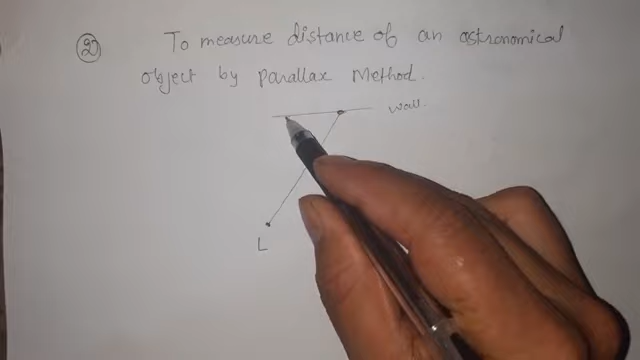 2 To measure distance of an astronomical
object by parallax Method.
wall.
L